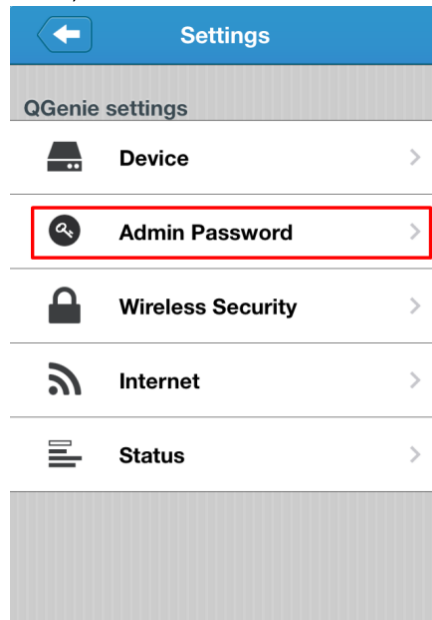 Settings
QGenie settings
Device
Admin Password
Wireless Security
Internet
Status